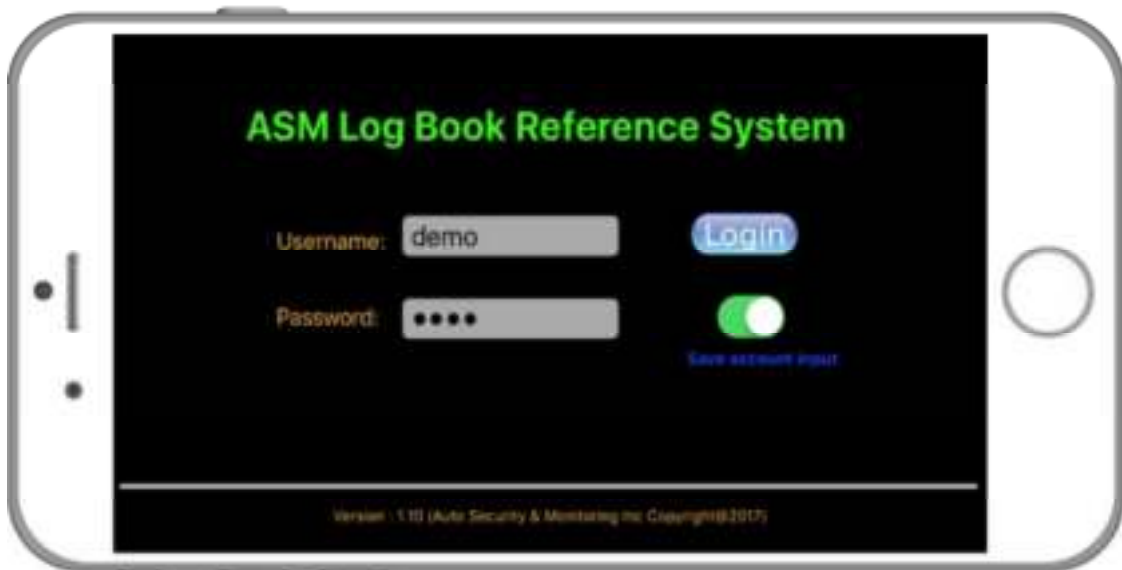 ASM Log Book Reference System
Username: demo Login
Password: ●●●●
Save account input
Version : 1.10 (Auto Security & Monitoring Inc Copyright@2017)